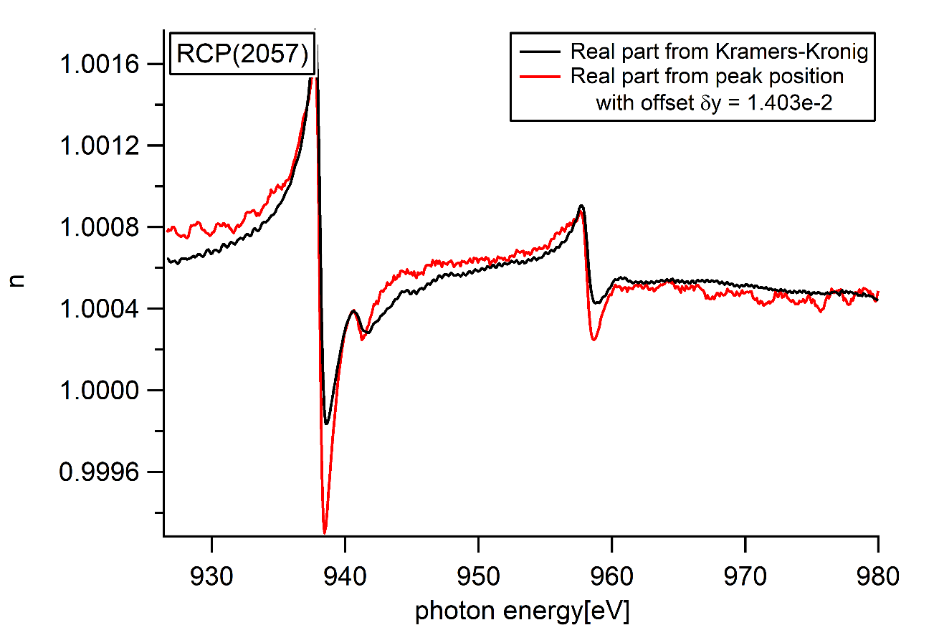 RCP(2057)
Real part from Kramers-Kronig
Real part from peak position
with offset δy = 1.403e-2
1.0016
1.0012
1.0008
1.0004
1.0000
0.9996
n
930 940 950 960 970 980
photon energy[eV]